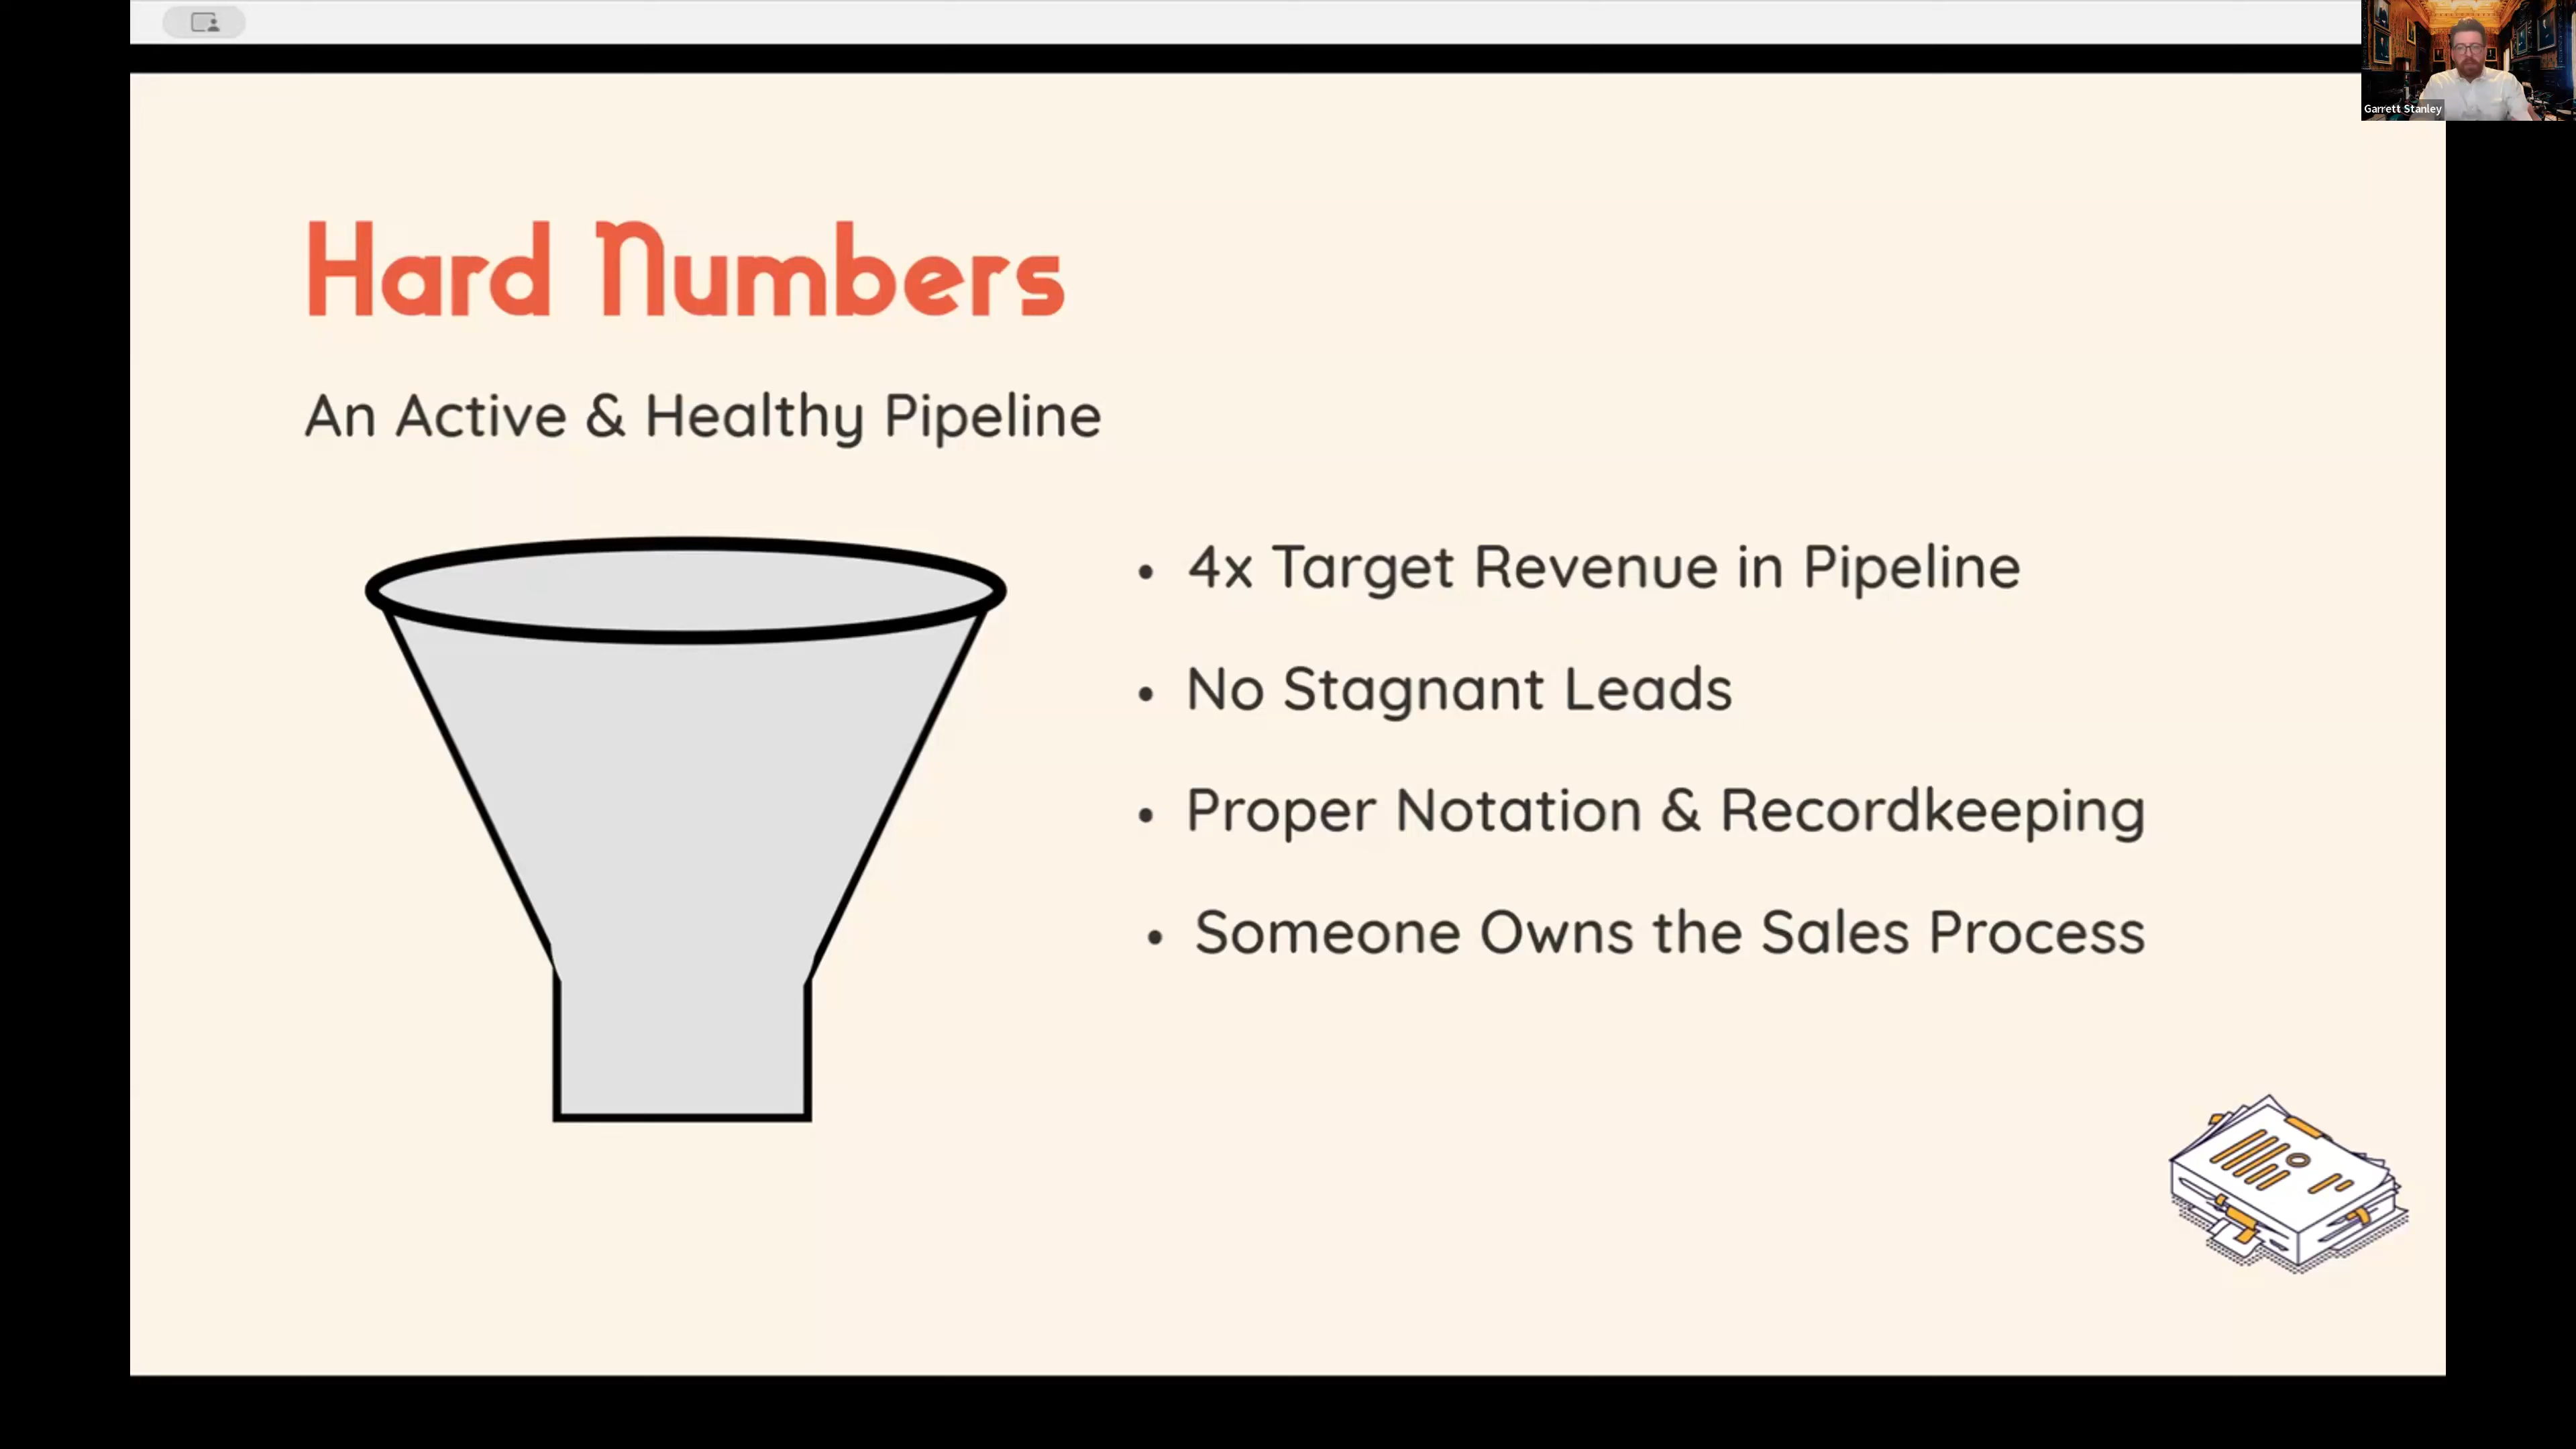 Garrett Stanley
Hard Numbers
An Active & Healthy Pipeline
• 4x Target Revenue in Pipeline
• No Stagnant Leads
• Proper Notation & Recordkeeping
• Someone Owns the Sales Process